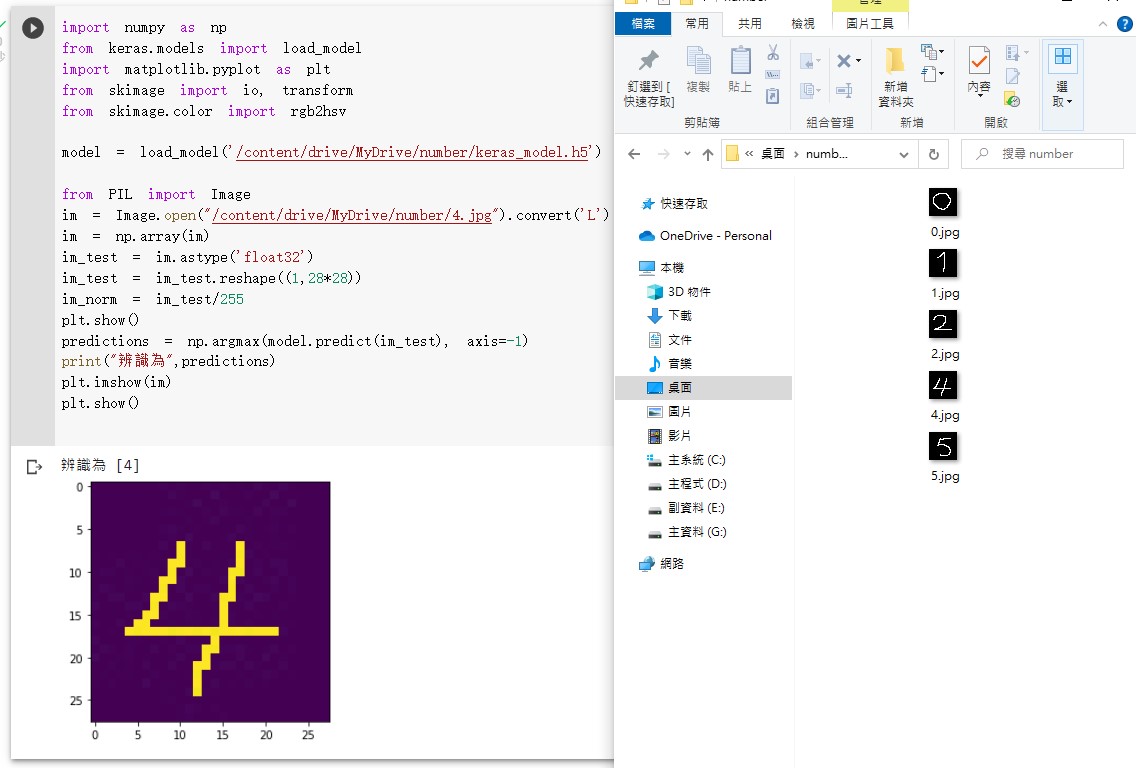 import numpy as np
from keras.models import load_model
import matplotlib.pyplot as plt
from skimage import io, transform
from skimage.color import rgb2hsv
model = load_model('/content/drive/MyDrive/number/keras_model.h5')
from PIL import Image
im = Image.open("/content/drive/MyDrive/number/4.jpg").convert('L')
im = np.array(im)
im_test = im.astype('float32')
im_test = im_test.reshape((1,28*28))
im_norm = im_test/255
plt.show()
predictions = np.argmax(model.predict(im_test), axis=-1)
print("辨識為",predictions)
plt.imshow(im)
plt.show()
辨識為 [4]
0
5
10
15
20
25
0 5 10 15 20 25
檔案 常用 共用 檢視 圖片工具
釘選到 [
快速存取]
複製
貼上
剪貼簿
組合管理
新增
資料夾
新增
內容
開啟
選
取
« 桌面 › numb...
搜尋 number
快速存取
OneDrive - Personal
本機
3D 物件
下載
文件
音樂
桌面
圖片
影片
主系統 (C:)
主程式 (D:)
副資料 (E:)
主資料 (G:)
網路
0
0.jpg
1
1.jpg
2
2.jpg
4
4.jpg
5
5.jpg